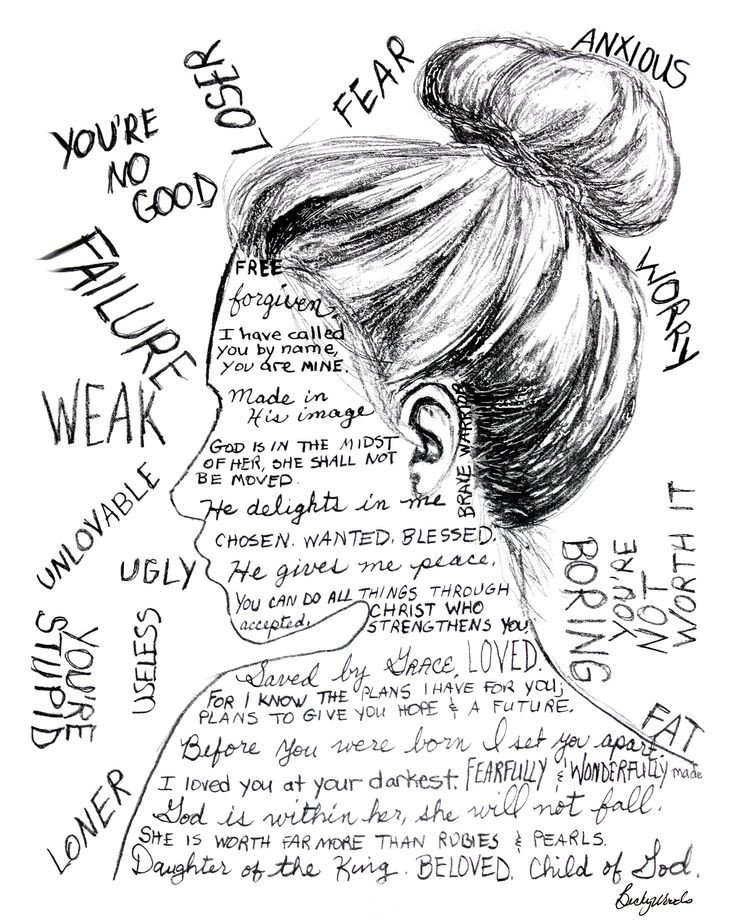 LOSER
FEAR
ANXIOUS
YOU'RE
NO
GOOD
FAILURE
WORRY
WEAK
UNLOVABLE
UGLY
USELESS
YOU'RE
STUPID
LONER
BORING
YOU'RE
NOT
WORTH IT
FAT
FREE
forgiven,
I have called
you by name,
you are MINE.
Made in
His image
GOD IS IN THE MIDST
OF HER, SHE SHALL NOT
BE MOVED.
BRAVE WARRIOR
He delights in me
CHOSEN. WANTED. BLESSED.
He gives me peace.
YOU CAN DO ALL THINGS THROUGH
CHRIST WHO
accepted. STRENGTHENS YOU.
Saved by GRACE. LOVED.
FOR I KNOW THE PLANS I HAVE FOR YOU;
PLANS TO GIVE YOU HOPE & A FUTURE.
Before you were born I set you apart
I loved you at your darkest. FEARFULLY & WONDERFULLY made
God is within her, she will not fall.
SHE IS WORTH FAR MORE THAN RUBIES & PEARLS.
Daughter of the King. BELOVED. Child of God.